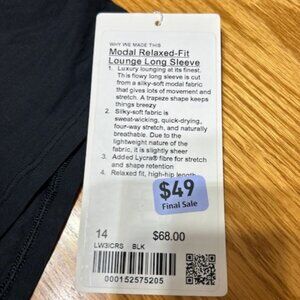 WHY WE MADE THIS
Modal Relaxed-Fit
Lounge Long Sleeve
1. Luxury lounging at its finest.
This flowy long sleeve is cut
from a silky-soft modal fabric
that gives lots of movement and
stretch. A trapeze shape keeps
things breezy
2. Silky-soft fabric is
sweat-wicking, quick-drying,
four-way stretch, and naturally
breathable. Due to the
lightweight nature of the
fabric, it is slightly sheer
3. Added Lycra® fibre for stretch
and shape retention
4. Relaxed fit, high-hip length
$49
Final Sale
14 $68.00
LW3ICRS BLK
000152575205